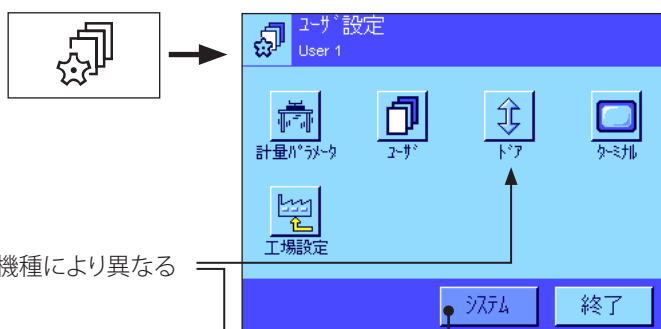 ﾕｰｻﾞ設定
User 1
計量ﾊﾟﾗﾒｰﾀ
ﾕｰｻﾞ
ﾄﾞｱ
ﾀｰﾐﾅﾙ
工場設定
機種により異なる
ｼｽﾃﾑ
終了